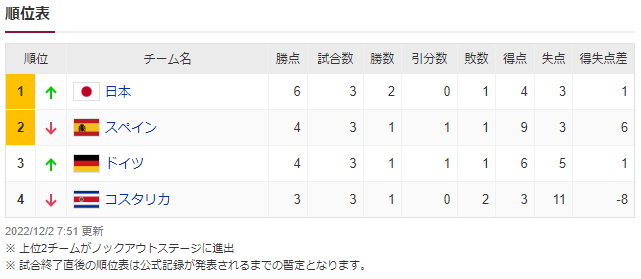 順位表
順位 チーム名 勝点 試合数 勝数 引分数 敗数 得点 失点 得失点差
1 ↑ 日本 6 3 2 0 1 4 3 1
2 ↓ スペイン 4 3 1 1 1 9 3 6
3 ↑ ドイツ 4 3 1 1 1 6 5 1
4 ↓ コスタリカ 3 3 1 0 2 3 11 -8
2022/12/2 7:51 更新
※ 上位2チームがノックアウトステージに進出
※ 試合終了直後の順位表は公式記録が発表されるまでの暫定となります。